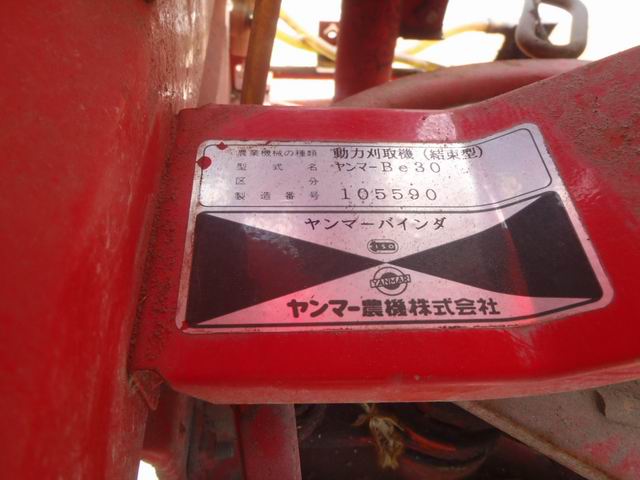 農業機械の種類 動力刈取機（結束型）
型式名 ヤンマーBe30
区分
製造番号 105590
ヤンマーバインダ
YANMAR
ヤンマー農機株式会社